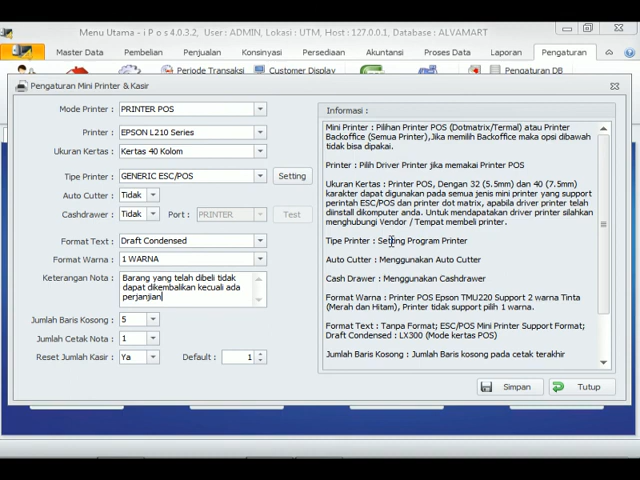 Menu Utama - i P o s 4.0.3.2, User : ADMIN, Lokasi : UTM, Host : 127.0.0.1, Database : ALVAMART
Master Data Pembelian Penjualan Konsinyasi Persediaan Akuntansi Proses Data Laporan Pengaturan
Periode Transaksi Customer Display Pengaturan DB
Pengaturan Mini Printer & Kasir
Mode Printer : PRINTER POS
Printer : EPSON L210 Series
Ukuran Kertas : Kertas 40 Kolom
Tipe Printer : GENERIC ESC/POS Setting
Auto Cutter : Tidak
Cashdrawer : Tidak Port : PRINTER Test
Format Text : Draft Condensed
Format Warna : 1 WARNA
Keterangan Nota : Barang yang telah dibeli tidak
dapat dikembalikan kecuali ada
perjanjian
Jumlah Baris Kosong : 5
Jumlah Cetak Nota : 1
Reset Jumlah Kasir : Ya Default : 1
Informasi :
Mini Printer : Pilihan Printer POS (Dotmatrix/Termal) atau Printer
Backoffice (Semua Printer),Jika memilih Backoffice maka opsi dibawah
tidak bisa dipakai.
Printer : Pilih Driver Printer jika memakai Printer POS
Ukuran Kertas : Printer POS, Dengan 32 (5.5mm) dan 40 (7.5mm)
karakter dapat digunakan pada semua jenis mini printer yang support
perintah ESC/POS dan printer dot matrix, apabila driver printer telah
diinstall dikomputer anda. Untuk mendapatakan driver printer silahkan
menghubungi Vendor / Tempat membeli printer.
Tipe Printer : Setting Program Printer
Auto Cutter : Menggunakan Cashcutter
Cash Drawer : Menggunakan Cashdrawer
Format Warna : Printer POS Epson TMU220 Support 2 warna Tinta
(Merah dan Hitam), Printer tidak support pilih 1 warna.
Format Text : Tanpa Format; ESC/POS Mini Printer Support Format;
Draft Condensed : LX300 (Mode kertas POS)
Jumlah Baris Kosong : Jumlah Baris kosong pada cetak terakhir
Simpan Tutup